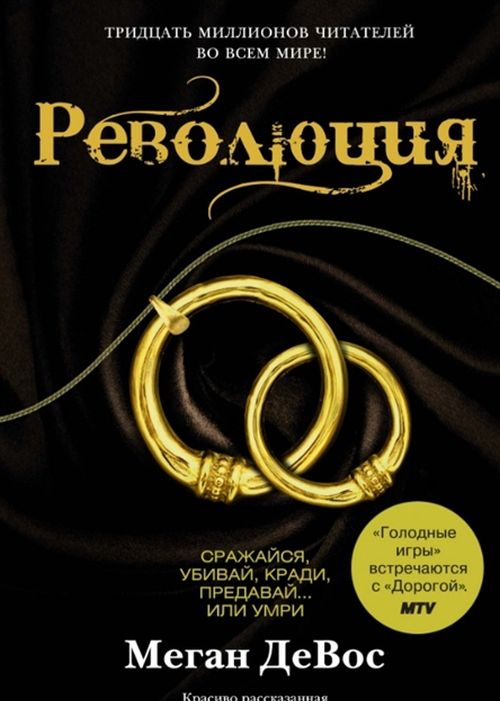 ТРИДЦАТЬ МИЛЛИОНОВ ЧИТАТЕЛЕЙ
ВО ВСЕМ МИРЕ!
Революция
СРАЖАЙСЯ,
УБИВАЙ, КРАДИ,
ПРЕДАВАЙ...
ИЛИ УМРИ
«Голодные
игры»
встречаются
с «Дорогой».
MTV
Меган ДеВос
Красиво рассказанная